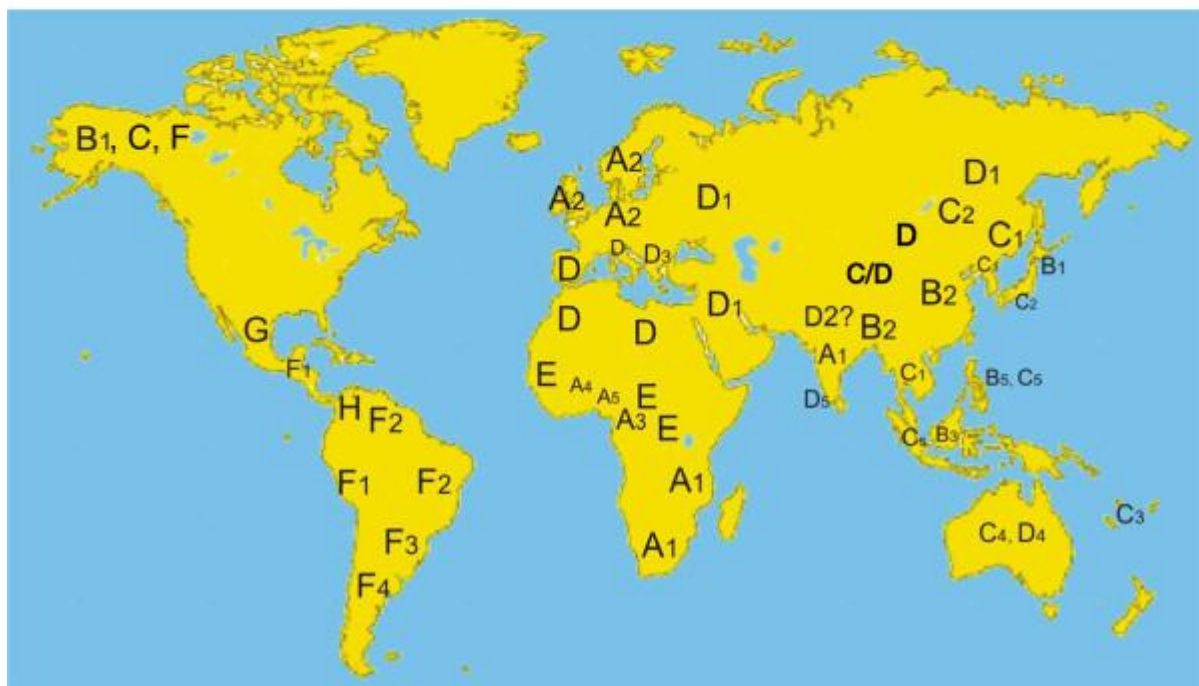 B1, C, F
A2
D1
A2
D1
A2
C2
D
C1
D
D3
C1
B1
D
C/D
B2
C2
D1
D2?
B2
D
D
G
A1
F1
C1
E
A4
E
B5, C5
A5
D5
H
F2
A3
E
B3
F1
F2
A1
C3
C4, D4
F3
A1
F4